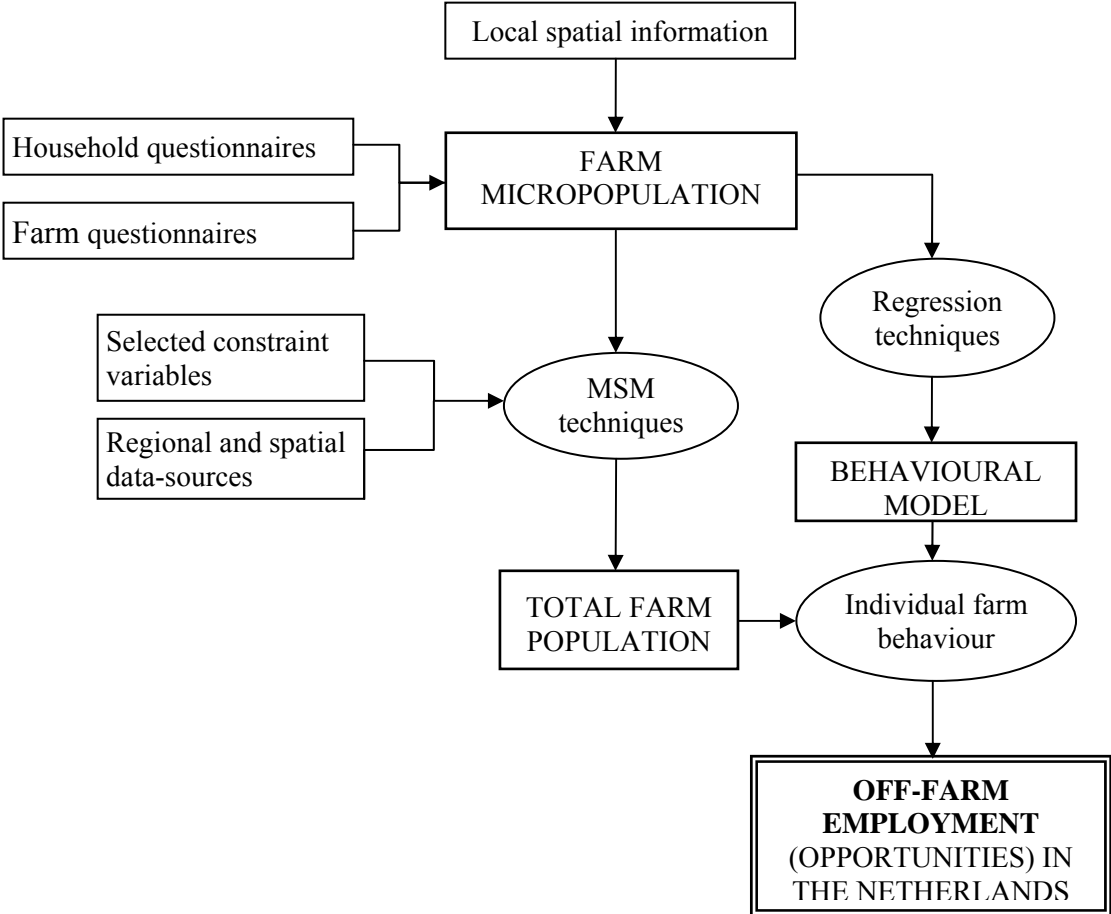 Local spatial information
Household questionnaires
FARM
MICROPOPULATION
Farm questionnaires
Regression
techniques
Selected constraint
variables
MSM
techniques
Regional and spatial
data-sources
BEHAVIOURAL
MODEL
TOTAL FARM
POPULATION
Individual farm
behaviour
OFF-FARM
EMPLOYMENT
(OPPORTUNITIES) IN
THE NETHERLANDS